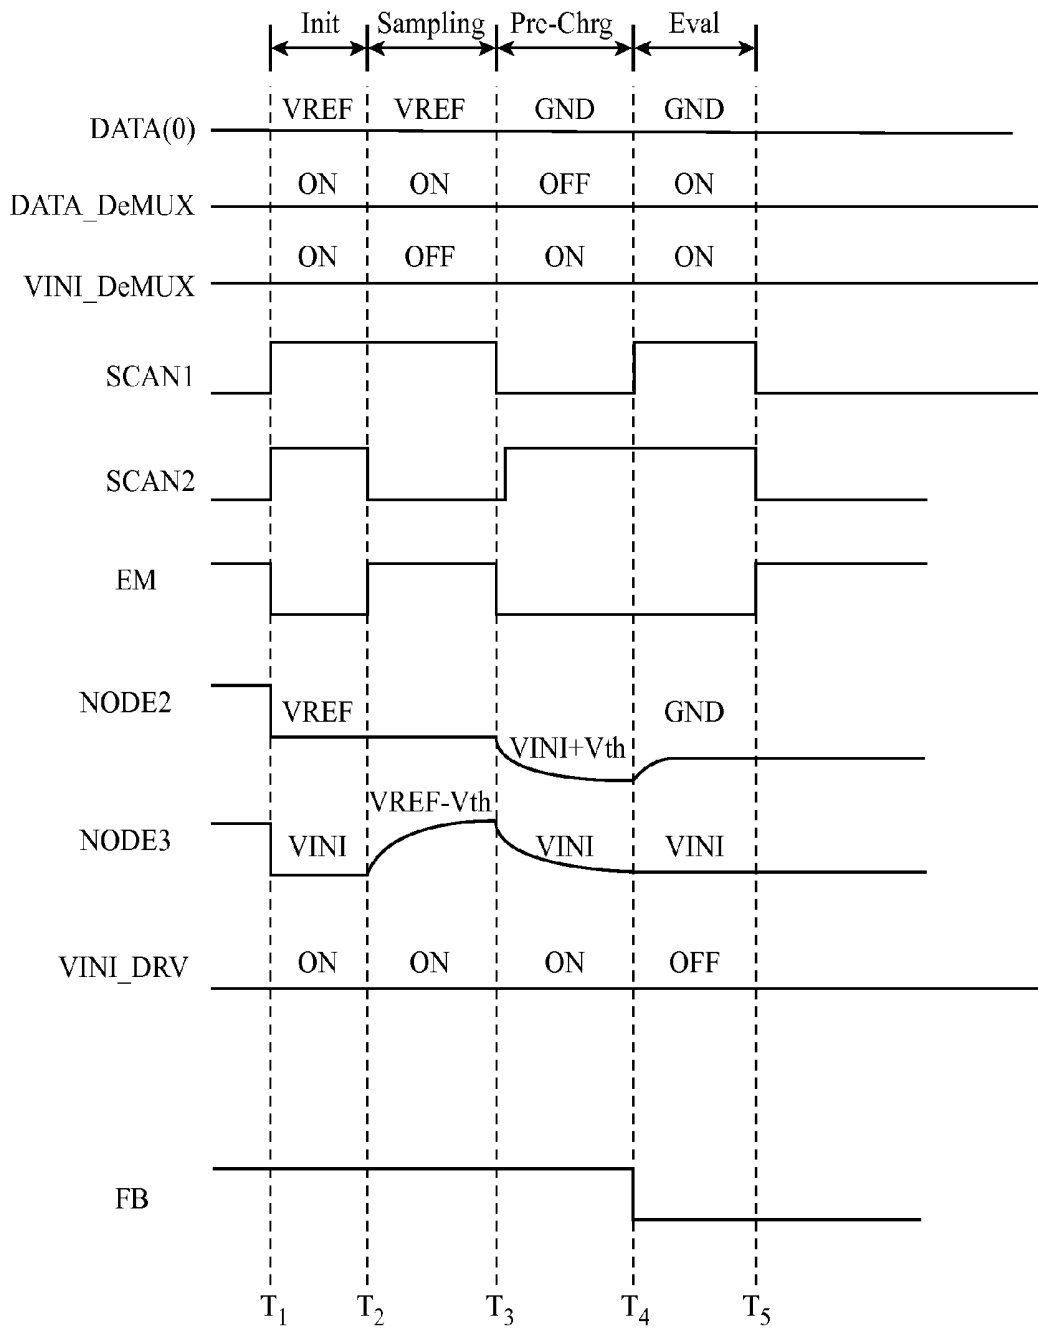 Init Sampling Prc-Chrg Eval
DATA(0) VREF VREF GND GND
DATA_DeMUX ON ON OFF ON
VINI_DeMUX ON OFF ON ON
SCAN1
SCAN2
EM
NODE2 VREF VINI+Vth GND
NODE3 VINI VREF-Vth VINI VINI
VINI_DRV ON ON ON OFF
FB
T1 T2 T3 T4 T5